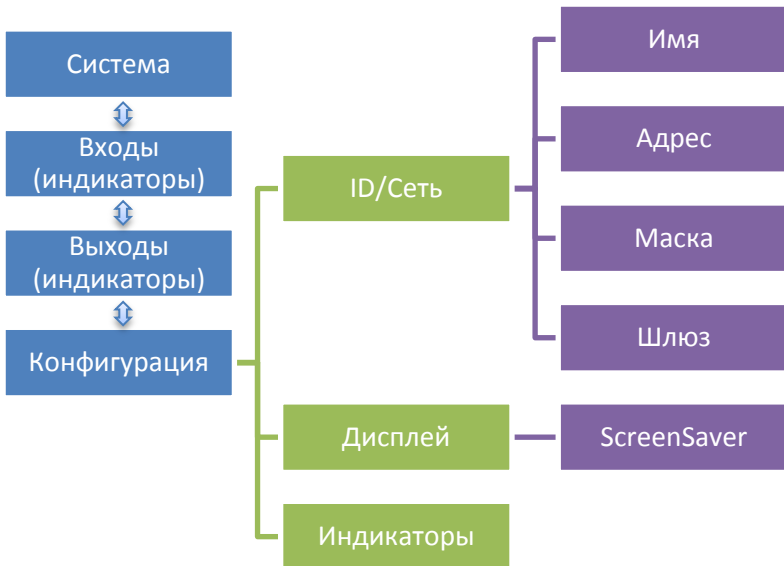 Система
Входы
(индикаторы)
Выходы
(индикаторы)
Конфигурация
ID/Сеть
Дисплей
Индикаторы
Имя
Адрес
Маска
Шлюз
ScreenSaver